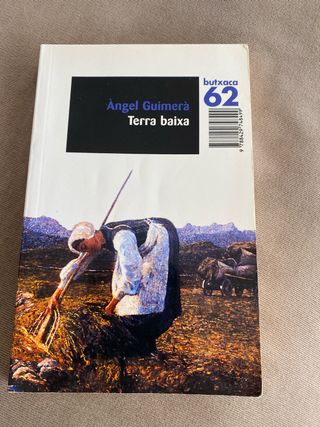 Àngel Guimerà
Terra baixa
butxaca
62